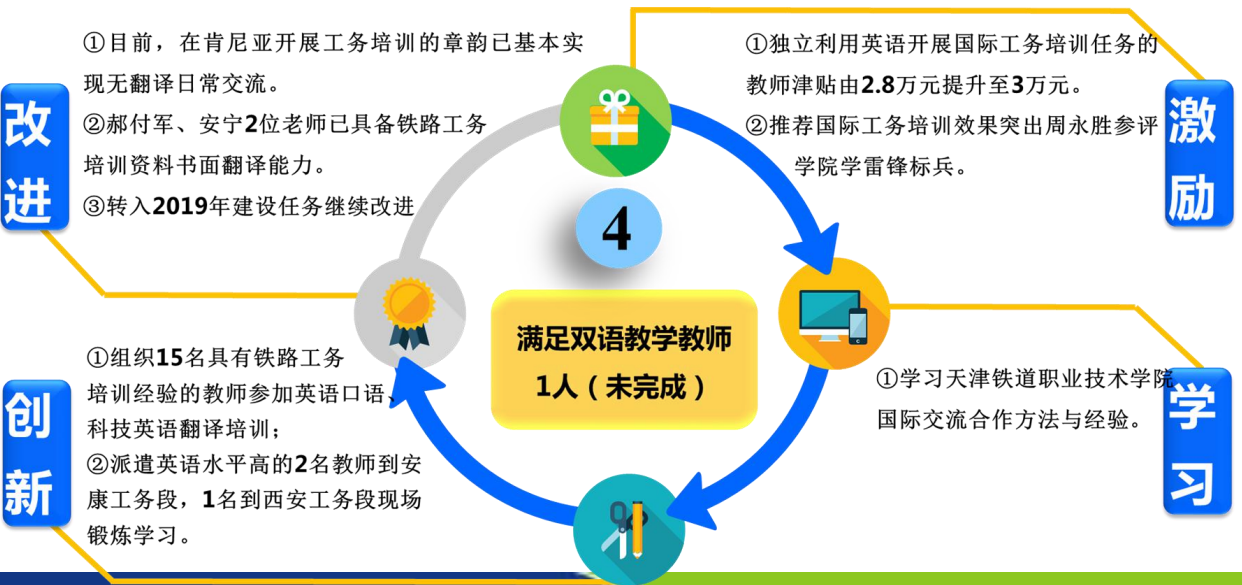 改进
①目前，在肯尼亚开展工务培训的章韵已基本实
现无翻译日常交流。
②郝付军、安宁2位老师已具备铁路工务
培训资料书面翻译能力。
③转入2019年建设任务继续改进
激励
①独立利用英语开展国际工务培训任务的
教师津贴由2.8万元提升至3万元。
②推荐国际工务培训效果突出周永胜参评
学院学雷锋标兵。
4
满足双语教学教师
1人（未完成）
创新
①组织15名具有铁路工务
培训经验的教师参加英语口语、
科技英语翻译培训；
②派遣英语水平高的2名教师到安
康工务段，1名到西安工务段现场
锻炼学习。
学习
①学习天津铁道职业技术学院
国际交流合作方法与经验。